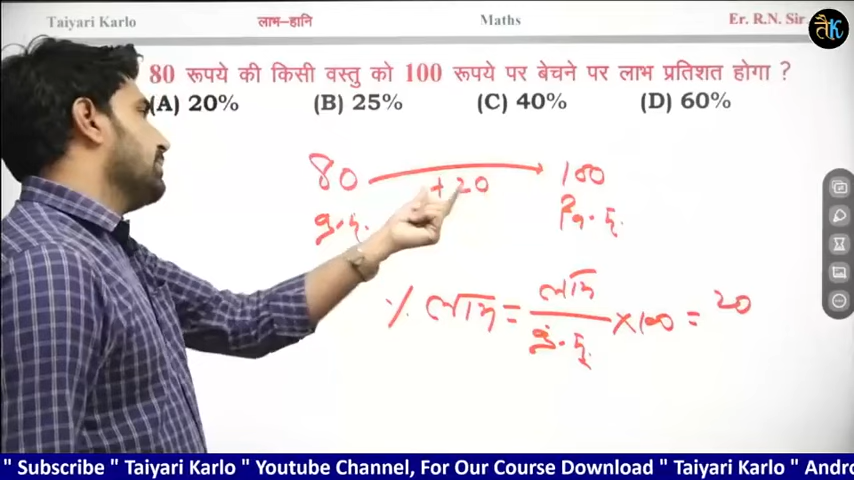 Taiyari Karlo लाभ–हानि Maths Er. R.N. Sir
80 रूपये की किसी वस्तु को 100 रूपये पर बेचने पर लाभ प्रतिशत होगा ?
(A) 20% (B) 25% (C) 40% (D) 60%
80 +20 100
% लाभ = लाभ × 100 = 20
" Subscribe " Taiyari Karlo " Youtube Channel, For Our Course Download " Taiyari Karlo " Andro